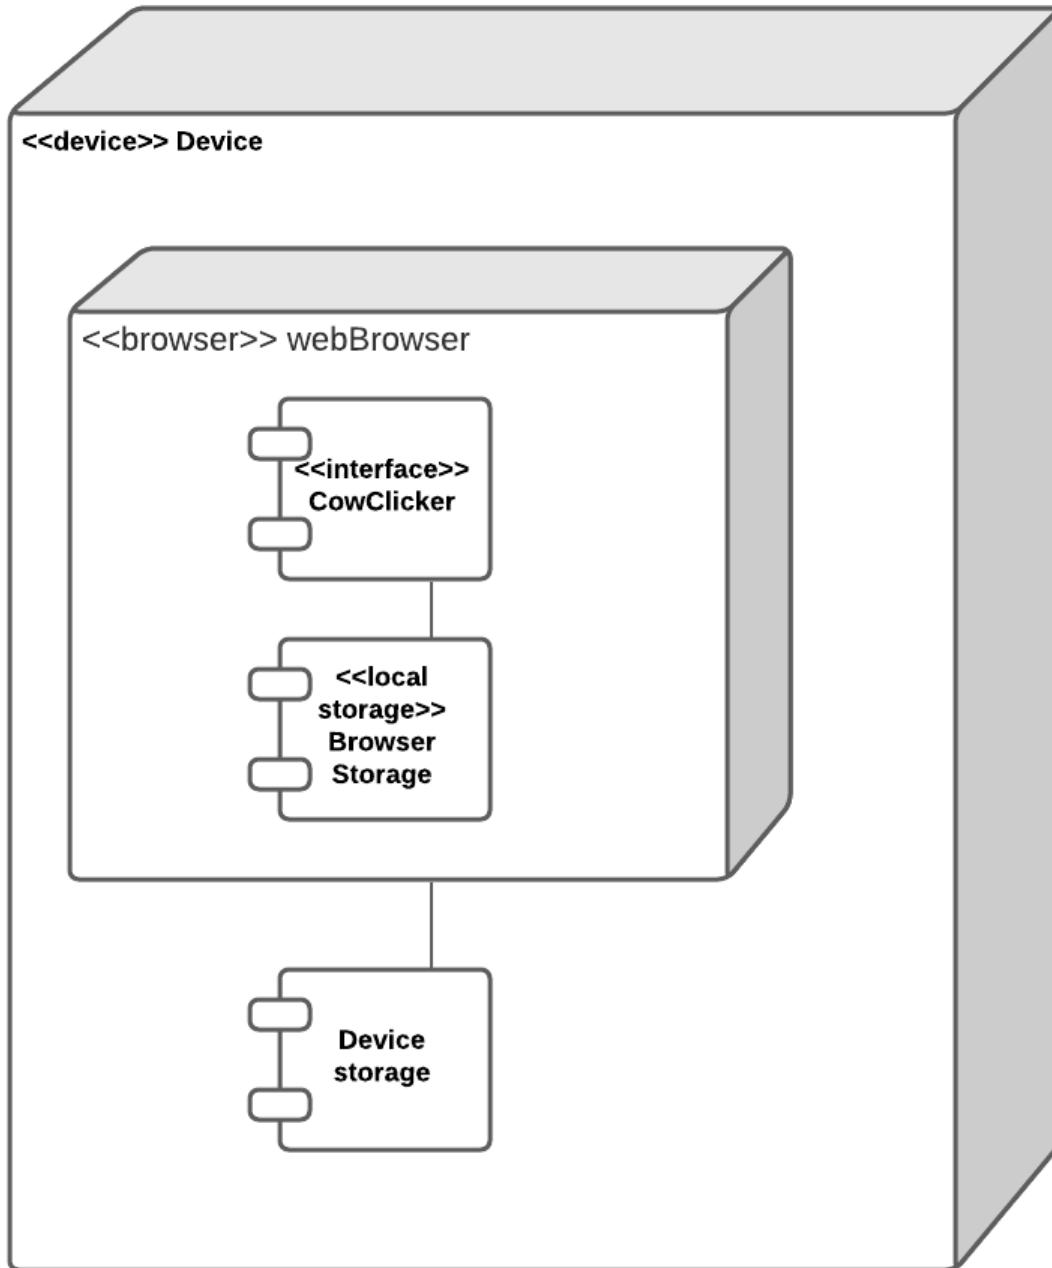 <<device>> Device
<<browser>> webBrowser
<<interface>>
CowClicker
<<local
storage>>
Browser
Storage
Device
storage